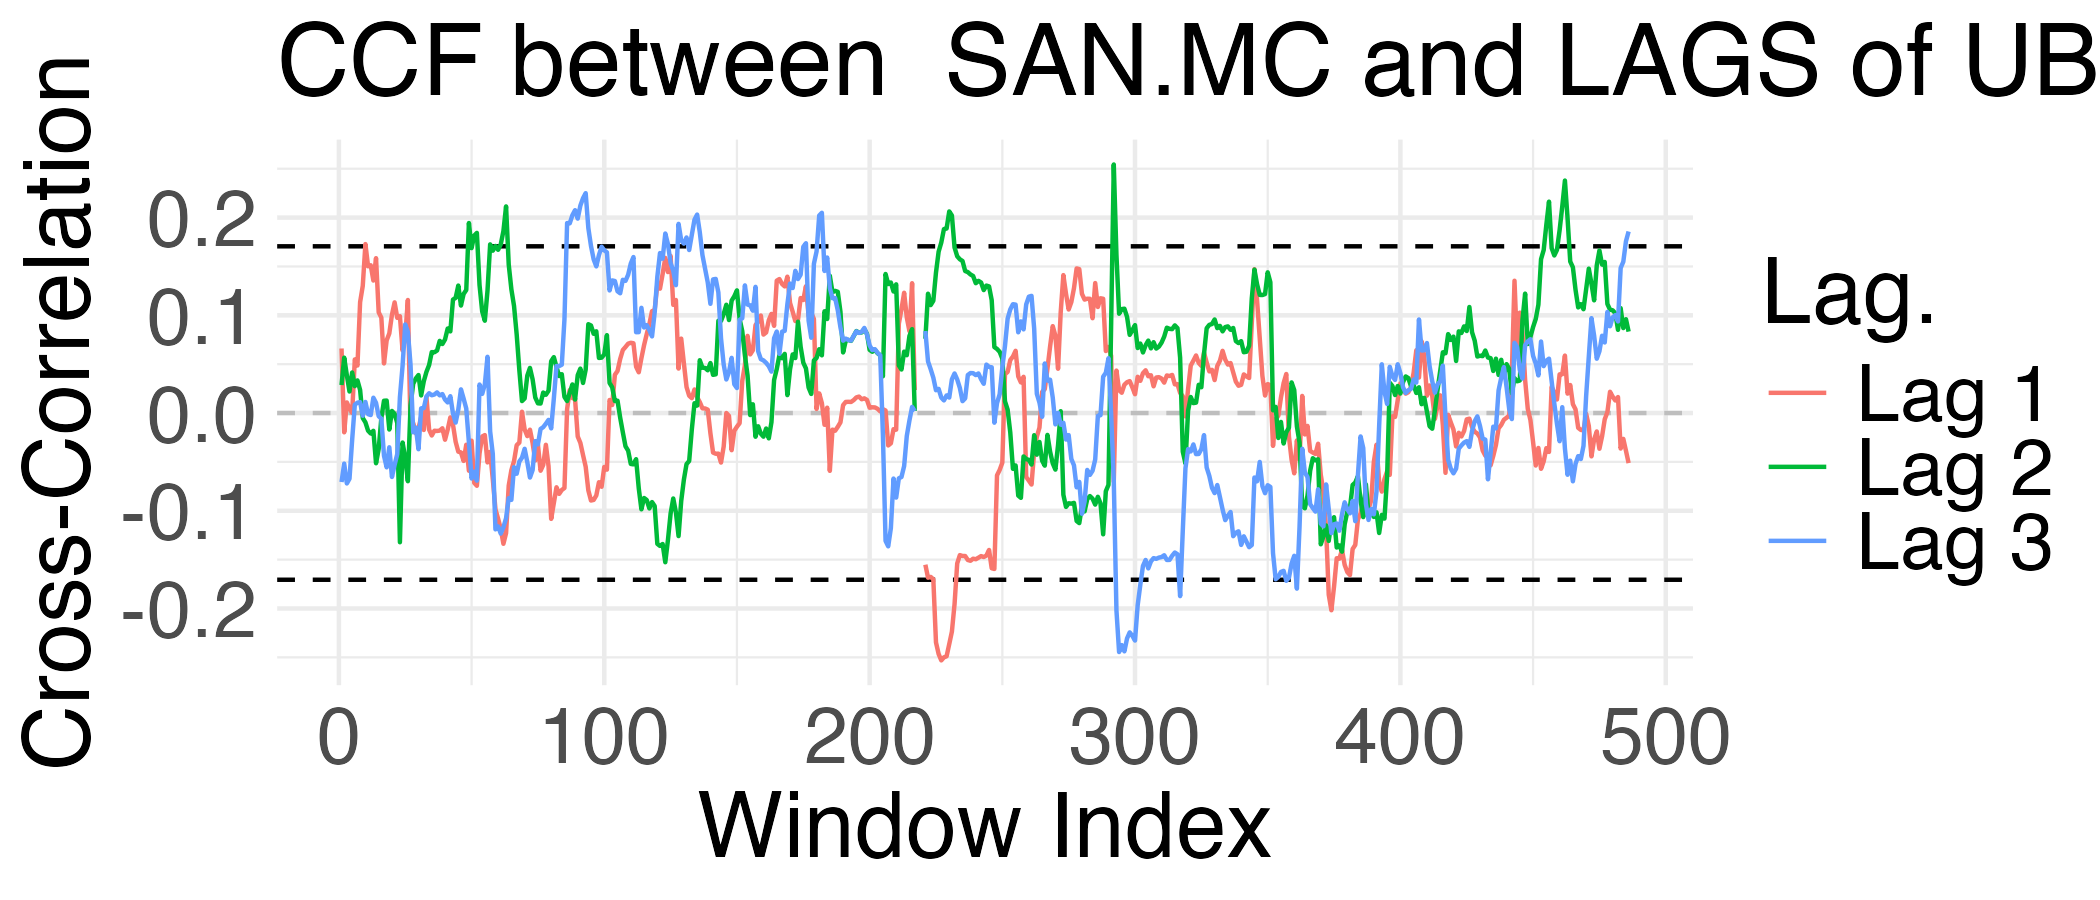 CCF between  SAN.MC and LAGS of UB
Cross-Correlation
0.2
0.1
0.0
-0.1
-0.2
0 100 200 300 400 500
Window Index
Lag.
Lag 1
Lag 2
Lag 3